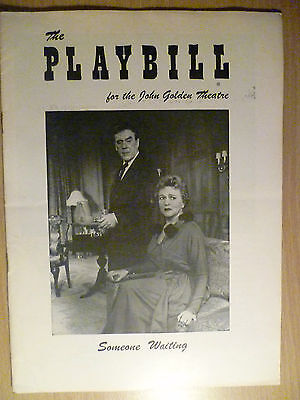 The
PLAYBILL
for the John Golden Theatre
Someone Waiting